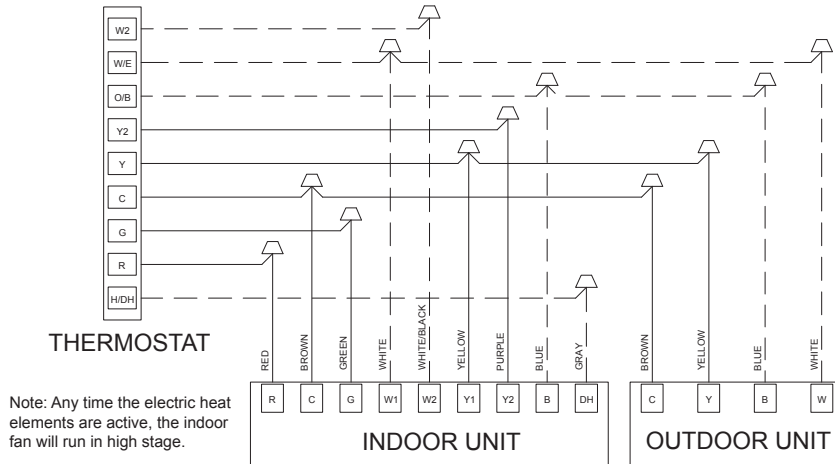 W2
W/E
O/B
Y2
Y
C
G
R
H/DH
THERMOSTAT
RED
BROWN
GREEN
WHITE
WHITE/BLACK
YELLOW
PURPLE
BLUE
GRAY
BROWN
YELLOW
BLUE
WHITE
R C G W1 W2 Y1 Y2 B DH C Y B W
Note: Any time the electric heat
elements are active, the indoor
fan will run in high stage.
INDOOR UNIT
OUTDOOR UNIT